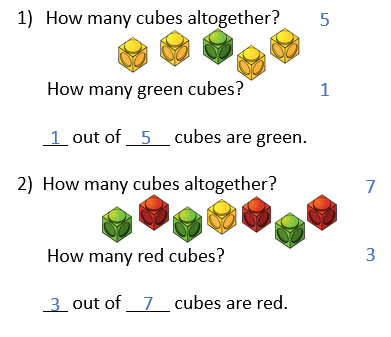 1) How many cubes altogether? 5
How many green cubes? 1
1 out of 5 cubes are green.
2) How many cubes altogether? 7
How many red cubes? 3
3 out of 7 cubes are red.